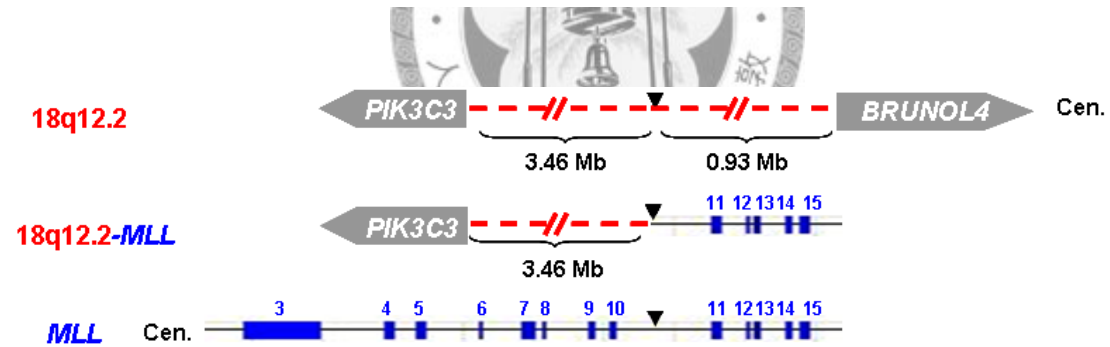 18q12.2 PIK3C3 BRUNOL4 Cen.
3.46 Mb 0.93 Mb
11 12 13 14 15
18q12.2-MLL PIK3C3
3.46 Mb
3 4 5 6 7 8 9 10 11 12 13 14 15
MLL Cen.